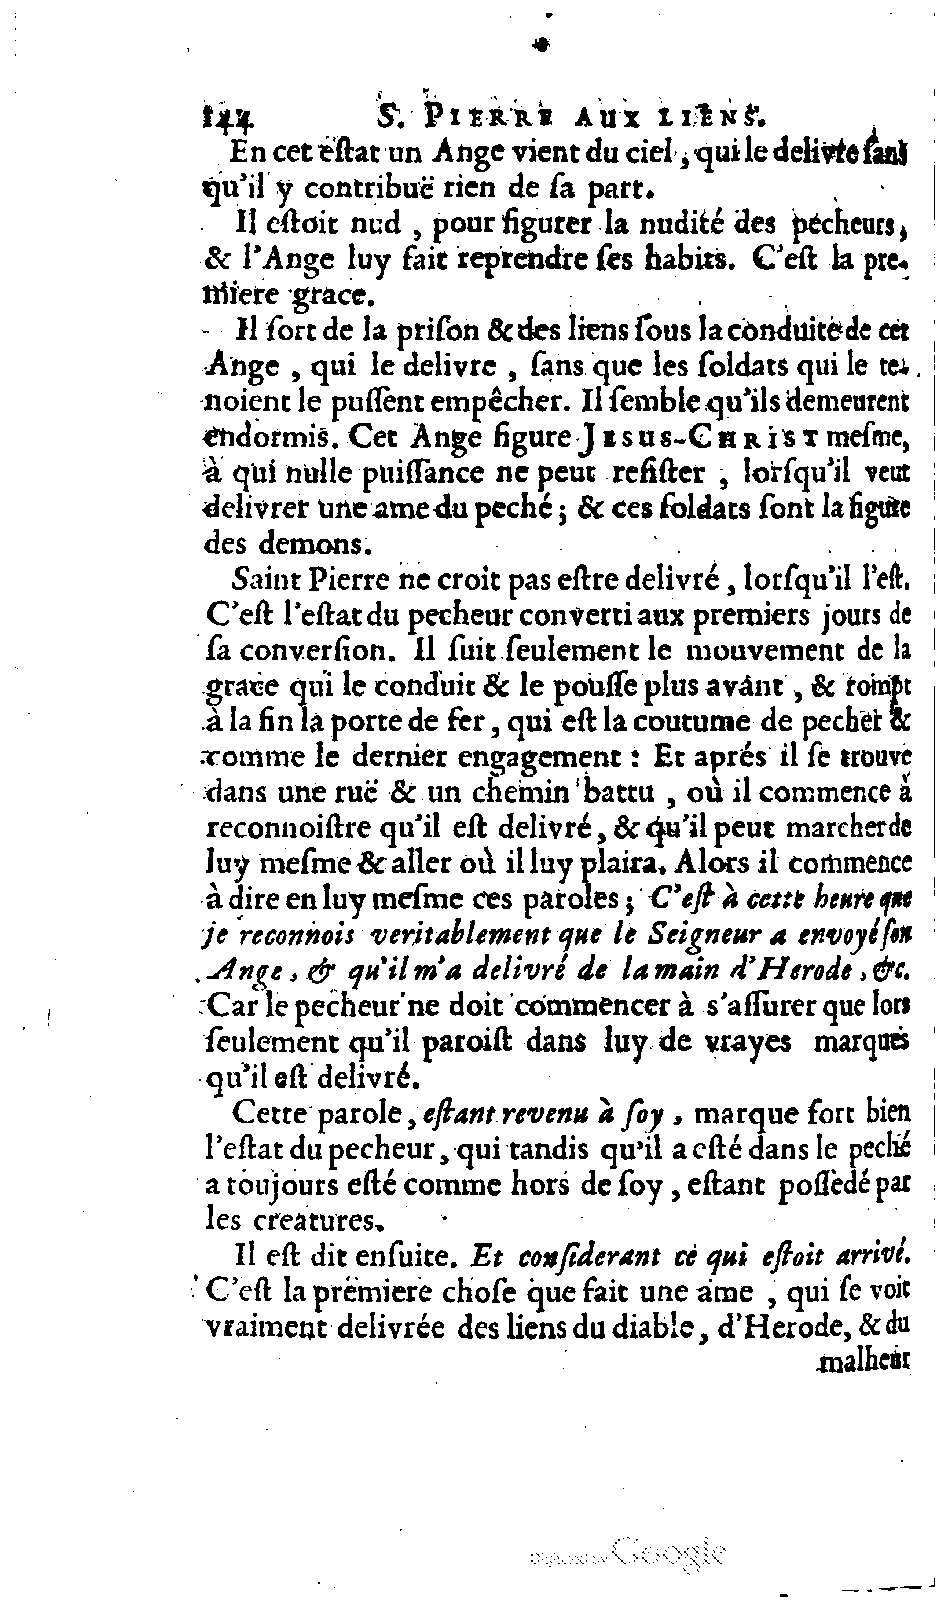 144 S. PIERRE AUX LIENS.
En cet eſtat un Ange vient du ciel, qui le delivre ſans
qu'il y contribuë rien de ſa part.
Il eſtoit nud, pour figurer la nudité des pecheurs,
& l'Ange luy fait reprendre ſes habits. C'eſt la pre-
miere grace.
Il ſort de la priſon & des liens ſous la conduite de cet
Ange, qui le delivre, ſans que les ſoldats qui le te-
noient le puſſent empêcher. Il ſemble qu'ils demeurent
endormis. Cet Ange figure JESUS-CHRIST meſme,
à qui nulle puiſſance ne peut reſiſter, lorſqu'il veut
delivrer une ame du peché; & ces ſoldats ſont la figure
des demons.
Saint Pierre ne croit pas eſtre delivré, lorſqu'il l'eſt.
C'eſt l'eſtat du pecheur converti aux premiers jours de
ſa converſion. Il ſuit ſeulement le mouvement de la
grace qui le conduit & le pouſſe plus avânt, & rompt
à la fin la porte de fer, qui eſt la coutume de pecher &
comme le dernier engagement: Et aprés il ſe trouve
dans une ruë & un chemin battu, où il commence à
reconnoiſtre qu'il eſt delivré, & qu'il peut marcher de
luy meſme & aller où il luy plaira. Alors il commence
à dire en luy meſme ces paroles; C'eſt à cette heure que
je reconnois veritablement que le Seigneur a envoyé ſon
Ange, & qu'il m'a delivré de la main d'Herode, &c.
Car le pecheur ne doit commencer à s'aſſurer que lors
ſeulement qu'il paroiſt dans luy de vrayes marques
qu'il eſt delivré.
Cette parole, eſtant revenu à ſoy, marque fort bien
l'eſtat du pecheur, qui tandis qu'il a eſté dans le peché
a toujours eſté comme hors de ſoy, eſtant poſſèdé par
les creatures.
Il eſt dit enſuite. Et conſiderant ce qui eſtoit arrivé.
C'eſt la premiere choſe que fait une ame, qui ſe voit
vraiment delivrée des liens du diable, d'Herode, & du
malheur
Google